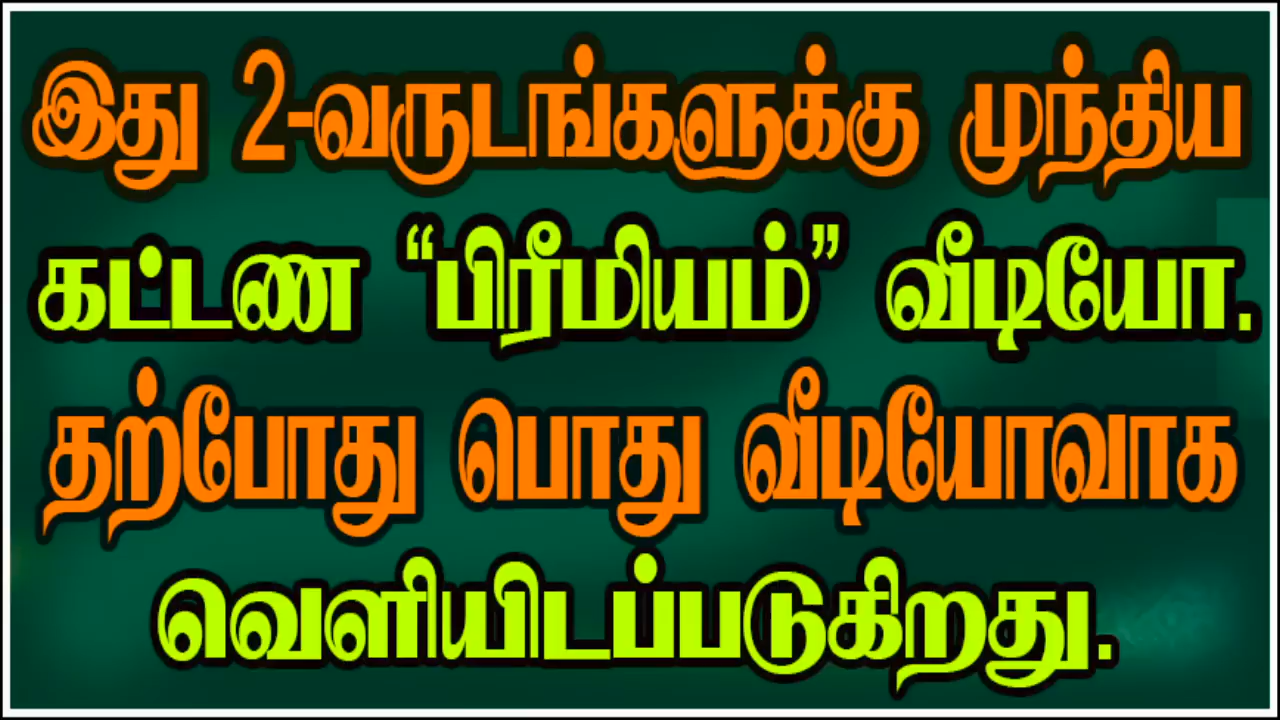 இது 2-வருடங்களுக்கு முந்திய
கட்டண “பிரீமியம்” வீடியோ.
தற்போது பொது வீடியோவாக
வெளியிடப்படுகிறது.